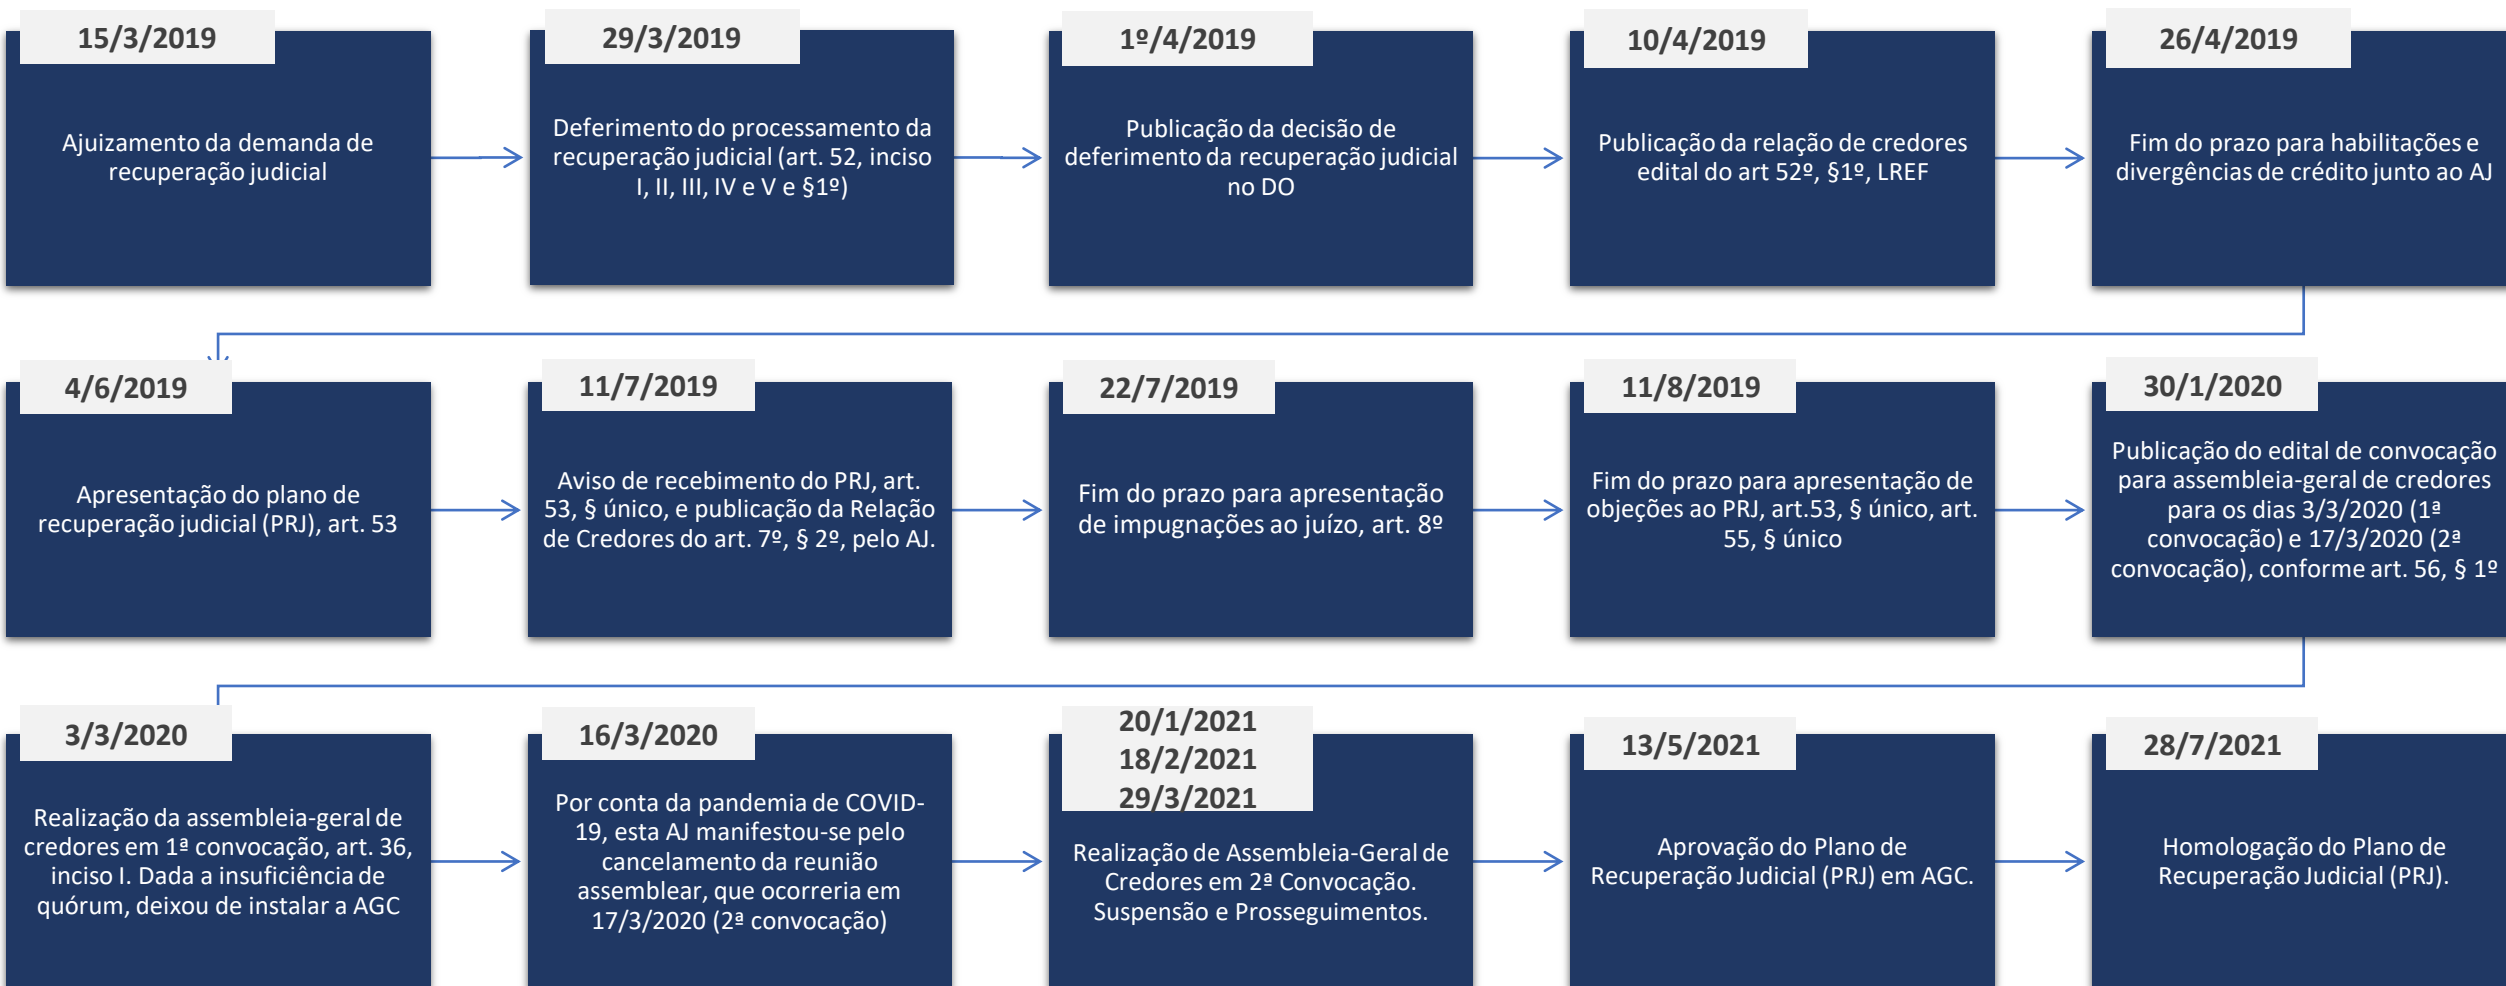 15/3/2019
Ajuizamento da demanda de
recuperação judicial
29/3/2019
Deferimento do processamento da
recuperação judicial (art. 52, inciso
I, II, III, IV e V e §1º)
1º/4/2019
Publicação da decisão de
deferimento da recuperação judicial
no DO
10/4/2019
Publicação da relação de credores
edital do art 52º, §1º, LREF
26/4/2019
Fim do prazo para habilitações e
divergências de crédito junto ao AJ
4/6/2019
Apresentação do plano de
recuperação judicial (PRJ), art. 53
11/7/2019
Aviso de recebimento do PRJ, art.
53, § único, e publicação da Relação
de Credores do art. 7º, § 2º, pelo AJ.
22/7/2019
Fim do prazo para apresentação
de impugnações ao juízo, art. 8º
11/8/2019
Fim do prazo para apresentação de
objeções ao PRJ, art.53, § único, art.
55, § único
30/1/2020
Publicação do edital de convocação
para assembleia-geral de credores
para os dias 3/3/2020 (1ª
convocação) e 17/3/2020 (2ª
convocação), conforme art. 56, § 1º
3/3/2020
Realização da assembleia-geral de
credores em 1ª convocação, art. 36,
inciso I. Dada a insuficiência de
quórum, deixou de instalar a AGC
16/3/2020
Por conta da pandemia de COVID-
19, esta AJ manifestou-se pelo
cancelamento da reunião
assemblear, que ocorreria em
17/3/2020 (2ª convocação)
20/1/2021
18/2/2021
29/3/2021
Realização de Assembleia-Geral de
Credores em 2ª Convocação.
Suspensão e Prosseguimentos.
13/5/2021
Aprovação do Plano de
Recuperação Judicial (PRJ) em AGC.
28/7/2021
Homologação do Plano de
Recuperação Judicial (PRJ).